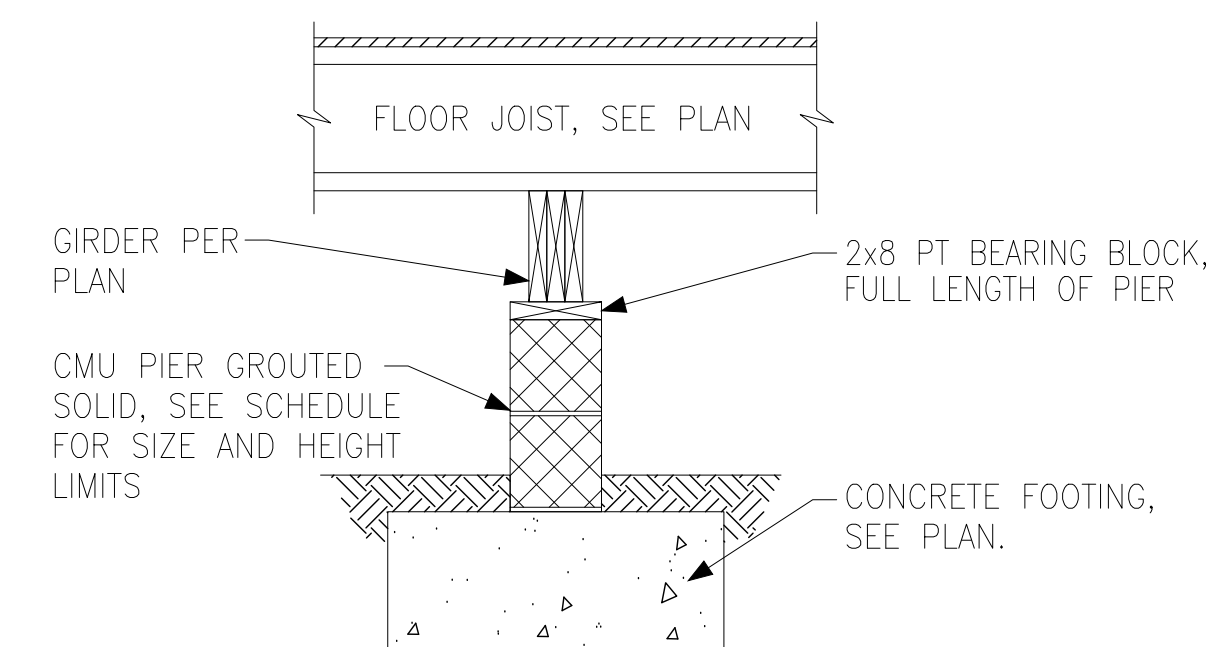 FLOOR JOIST, SEE PLAN
GIRDER PER
PLAN
2x8 PT BEARING BLOCK,
FULL LENGTH OF PIER
CMU PIER GROUTED
SOLID, SEE SCHEDULE
FOR SIZE AND HEIGHT
LIMITS
CONCRETE FOOTING,
SEE PLAN.